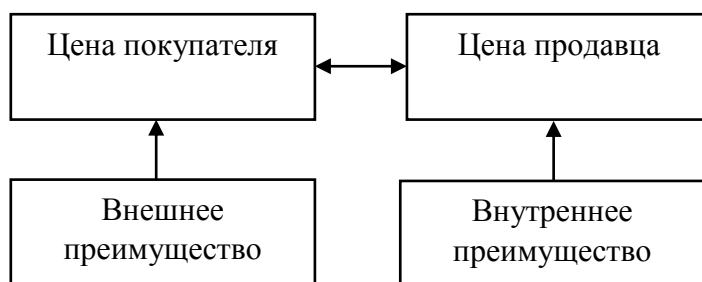 Цена покупателя
Цена продавца
Внешнее
преимущество
Внутреннее
преимущество